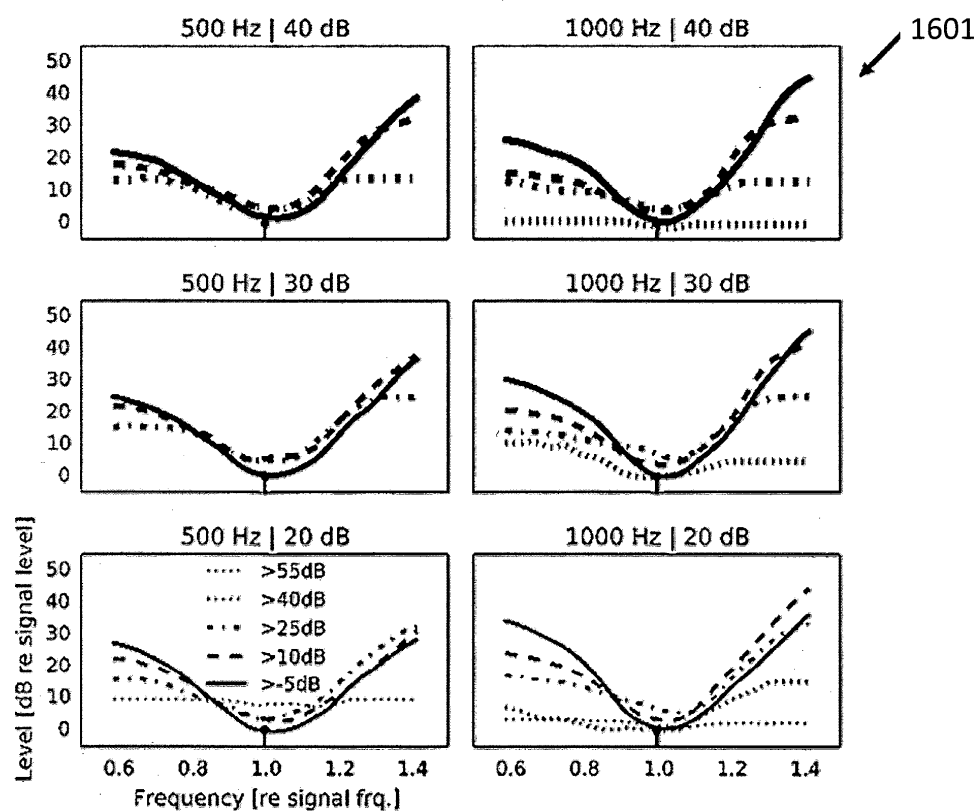 500 Hz | 40 dB
1000 Hz | 40 dB
1601
50
40
30
20
10
0
500 Hz | 30 dB
1000 Hz | 30 dB
50
40
30
20
10
0
500 Hz | 20 dB
1000 Hz | 20 dB
50
40
30
20
10
0
>55dB
>40dB
>25dB
>10dB
>-5dB
Level [dB re signal level]
0.6 0.8 1.0 1.2 1.4
0.6 0.8 1.0 1.2 1.4
Frequency [re signal frq.]